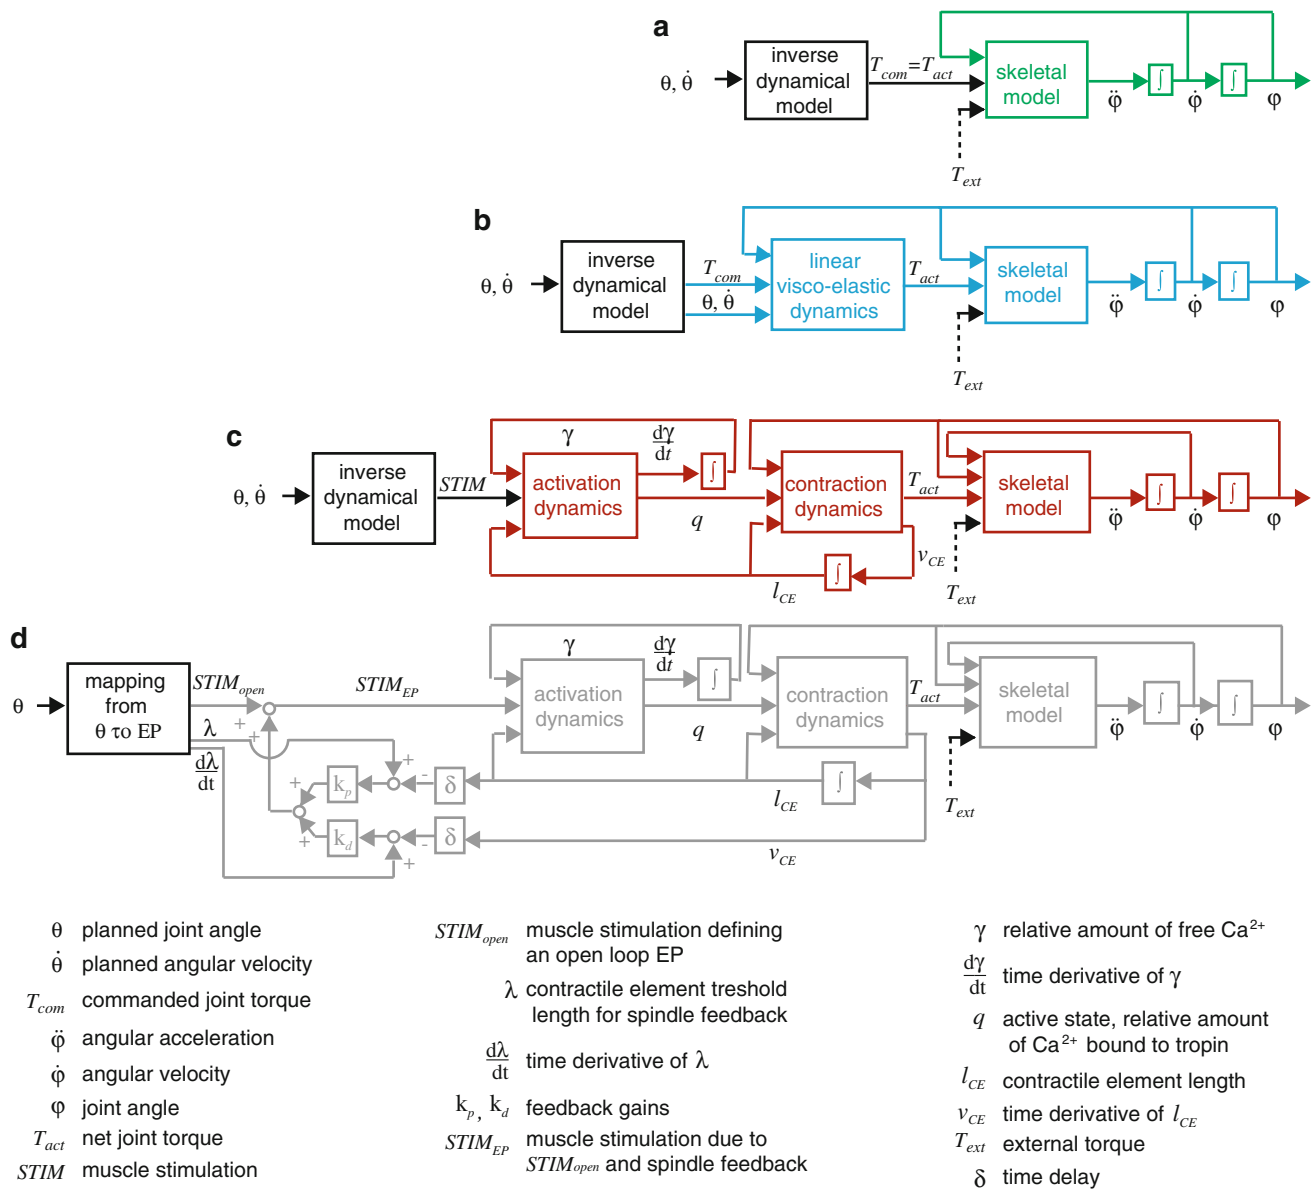 a
θ, θ̇
inverse
dynamical
model
T_com=T_act
T_ext
skeletal
model
φ̈
∫
φ̇
∫
φ
b
θ, θ̇
inverse
dynamical
model
T_com
θ, θ̇
linear
visco-elastic
dynamics
T_act
T_ext
skeletal
model
φ̈
∫
φ̇
∫
φ
c
θ, θ̇
inverse
dynamical
model
STIM
γ
activation
dynamics
dγ
dt
∫
q
contraction
dynamics
T_act
v_CE
∫
l_CE
T_ext
skeletal
model
φ̈
∫
φ̇
∫
φ
d
θ
mapping
from
θ το EP
STIM_open
λ
dλ
dt
+
+
STIM_EP
γ
activation
dynamics
dγ
dt
∫
q
contraction
dynamics
T_act
T_ext
skeletal
model
φ̈
∫
φ̇
∫
φ
+
k_p
+
-
δ
l_CE
∫
+
k_d
+
-
δ
v_CE
θ planned joint angle
θ̇ planned angular velocity
T_com commanded joint torque
φ̈ angular acceleration
φ̇ angular velocity
φ joint angle
T_act net joint torque
STIM muscle stimulation
STIM_open muscle stimulation defining
an open loop EP
λ contractile element treshold
length for spindle feedback
dλ
dt time derivative of λ
k_p, k_d feedback gains
STIM_EP muscle stimulation due to
STIM_open and spindle feedback
γ relative amount of free Ca²⁺
dγ
dt time derivative of γ
q active state, relative amount
of Ca²⁺ bound to tropin
l_CE contractile element length
v_CE time derivative of l_CE
T_ext external torque
δ time delay